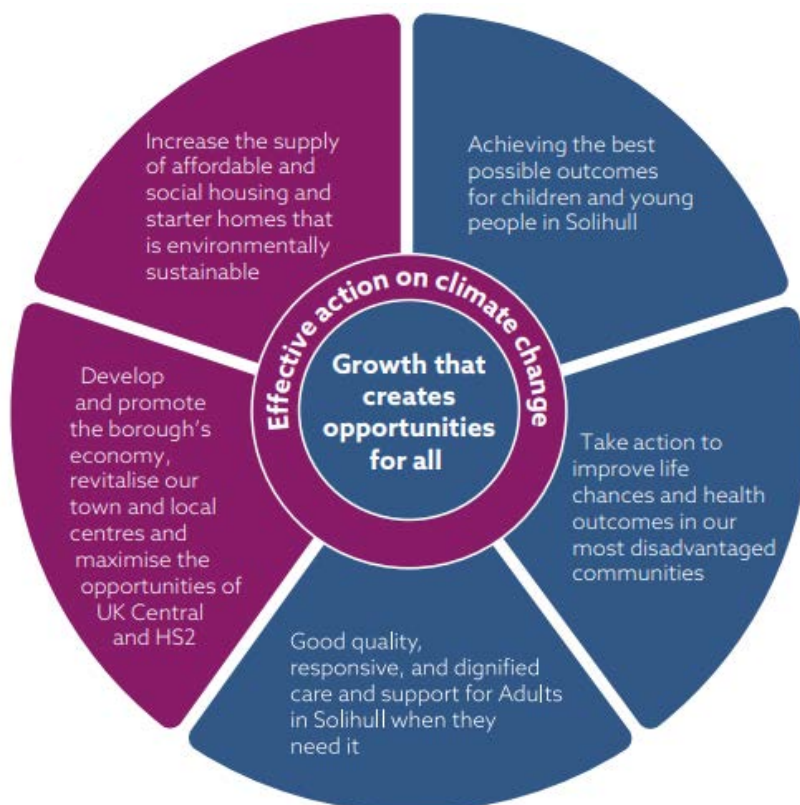 Increase the supply
of affordable and
social housing and
starter homes that
is environmentally
sustainable
Achieving the best
possible outcomes
for children and young
people in Solihull
Effective action on climate change
Growth that
creates
opportunities
for all
Develop
and promote
the borough's
economy,
revitalise our
town and local
centres and
maximise the
opportunities of
UK Central
and HS2
Take action to
improve life
chances and health
outcomes in our
most disadvantaged
communities
Good quality,
responsive, and dignified
care and support for Adults
in Solihull when they
need it